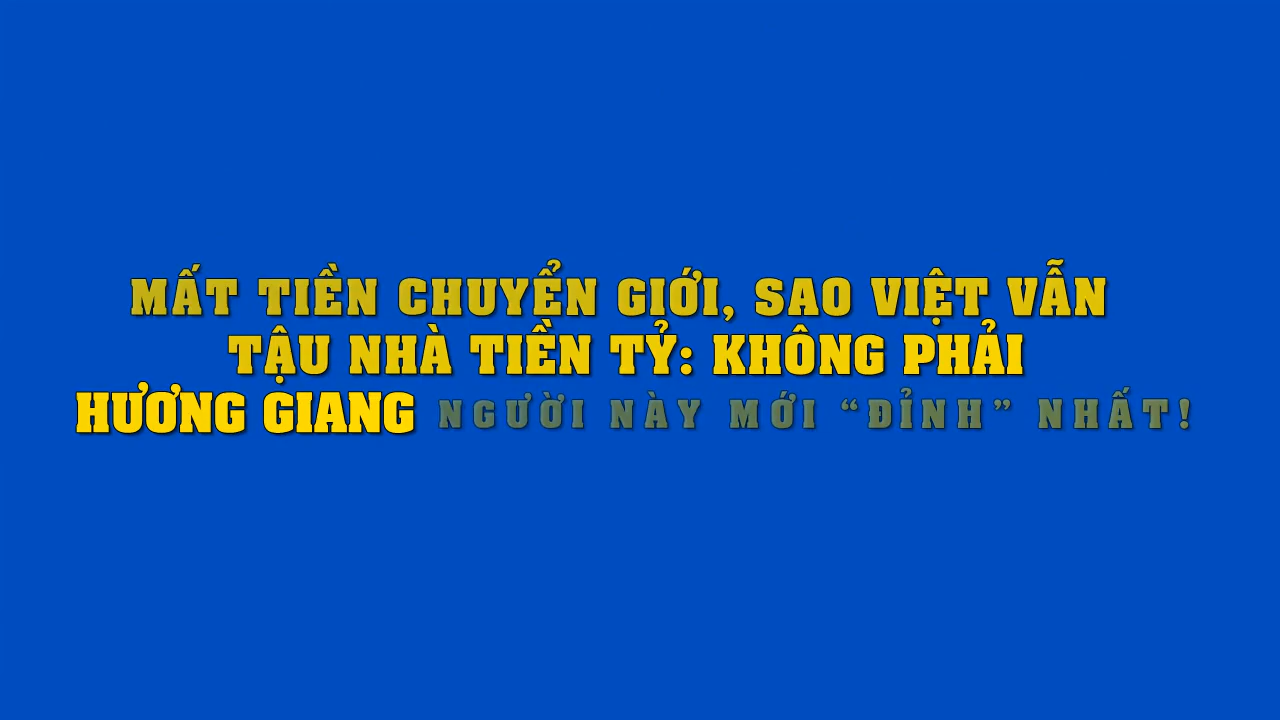 MẤT TIỀN CHUYỂN GIỚI, SAO VIỆT VẪN
TẬU NHÀ TIỀN TỶ: KHÔNG PHẢI
HƯƠNG GIANG NGƯỜI NÀY MỚI “ĐỈNH” NHẤT!